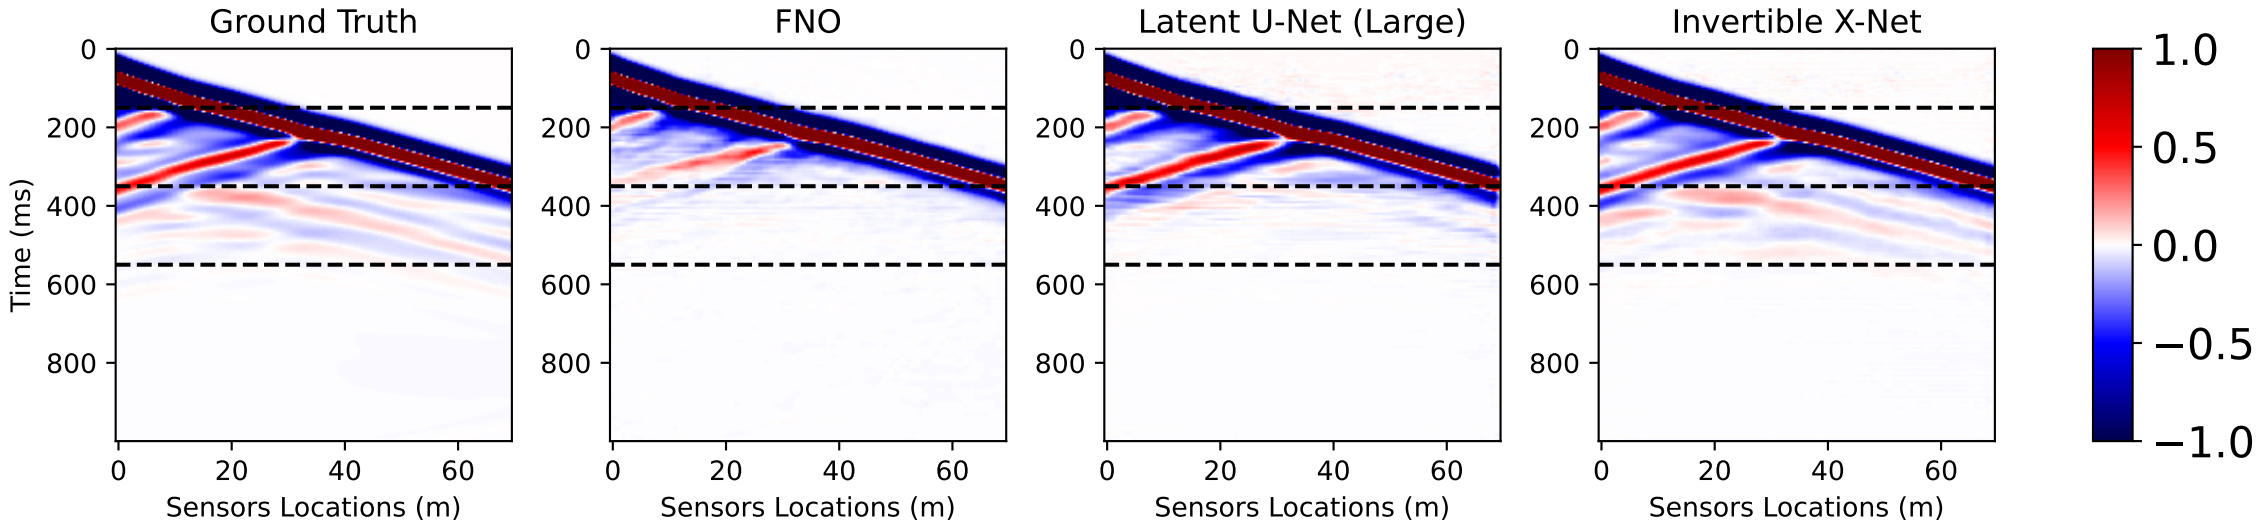 Ground Truth
FNO
Latent U-Net (Large)
Invertible X-Net
Time (ms)
0
200
400
600
800
0 20 40 60
Sensors Locations (m)
0
200
400
600
800
0 20 40 60
Sensors Locations (m)
0
200
400
600
800
0 20 40 60
Sensors Locations (m)
0
200
400
600
800
0 20 40 60
Sensors Locations (m)
1.0
0.5
0.0
−0.5
−1.0